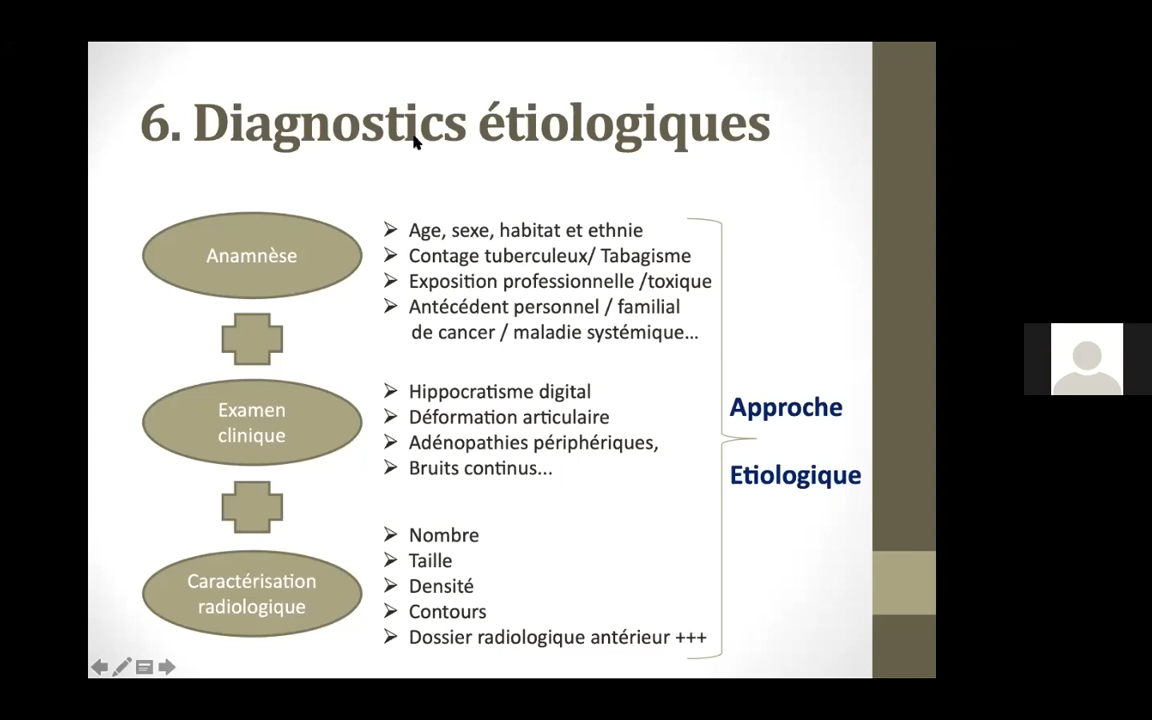 6. Diagnostics étiologiques
Anamnèse
Age, sexe, habitat et ethnie
Contage tuberculeux/ Tabagisme
Exposition professionnelle /toxique
Antécédent personnel / familial
de cancer / maladie systémique...
Examen
clinique
Hippocratisme digital
Déformation articulaire
Adénopathies périphériques,
Bruits continus...
Caractérisation
radiologique
Nombre
Taille
Densité
Contours
Dossier radiologique antérieur +++
Approche
Etiologique